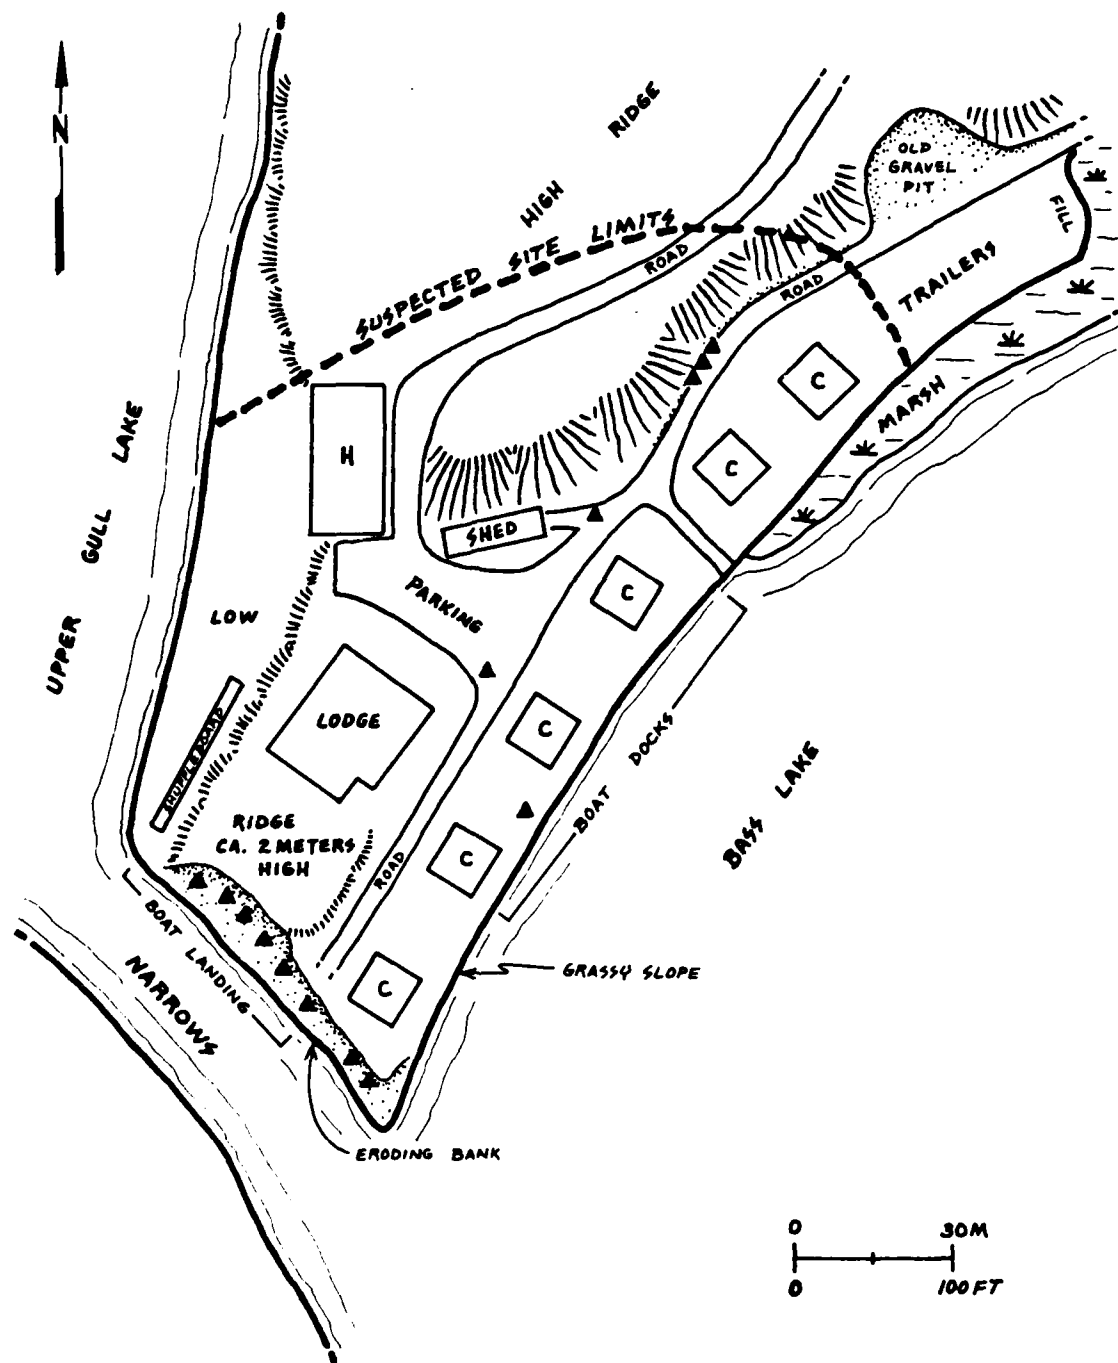 N
RIDGE
HIGH
OLD
GRAVEL
PIT
FILL
SUSPECTED SITE LIMITS
ROAD
ROAD
TRAILERS
C
MARSH
UPPER GULL LAKE
H
C
SHED
C
PARKING
LOW
LODGE
C
SHUFFLEBOARD
BOAT DOCKS
BASS LAKE
RIDGE
CA. 2 METERS
HIGH
ROAD
C
BOAT LANDING
NARROWS
C
GRASSY SLOPE
ERODING BANK
0 30M
0 100FT